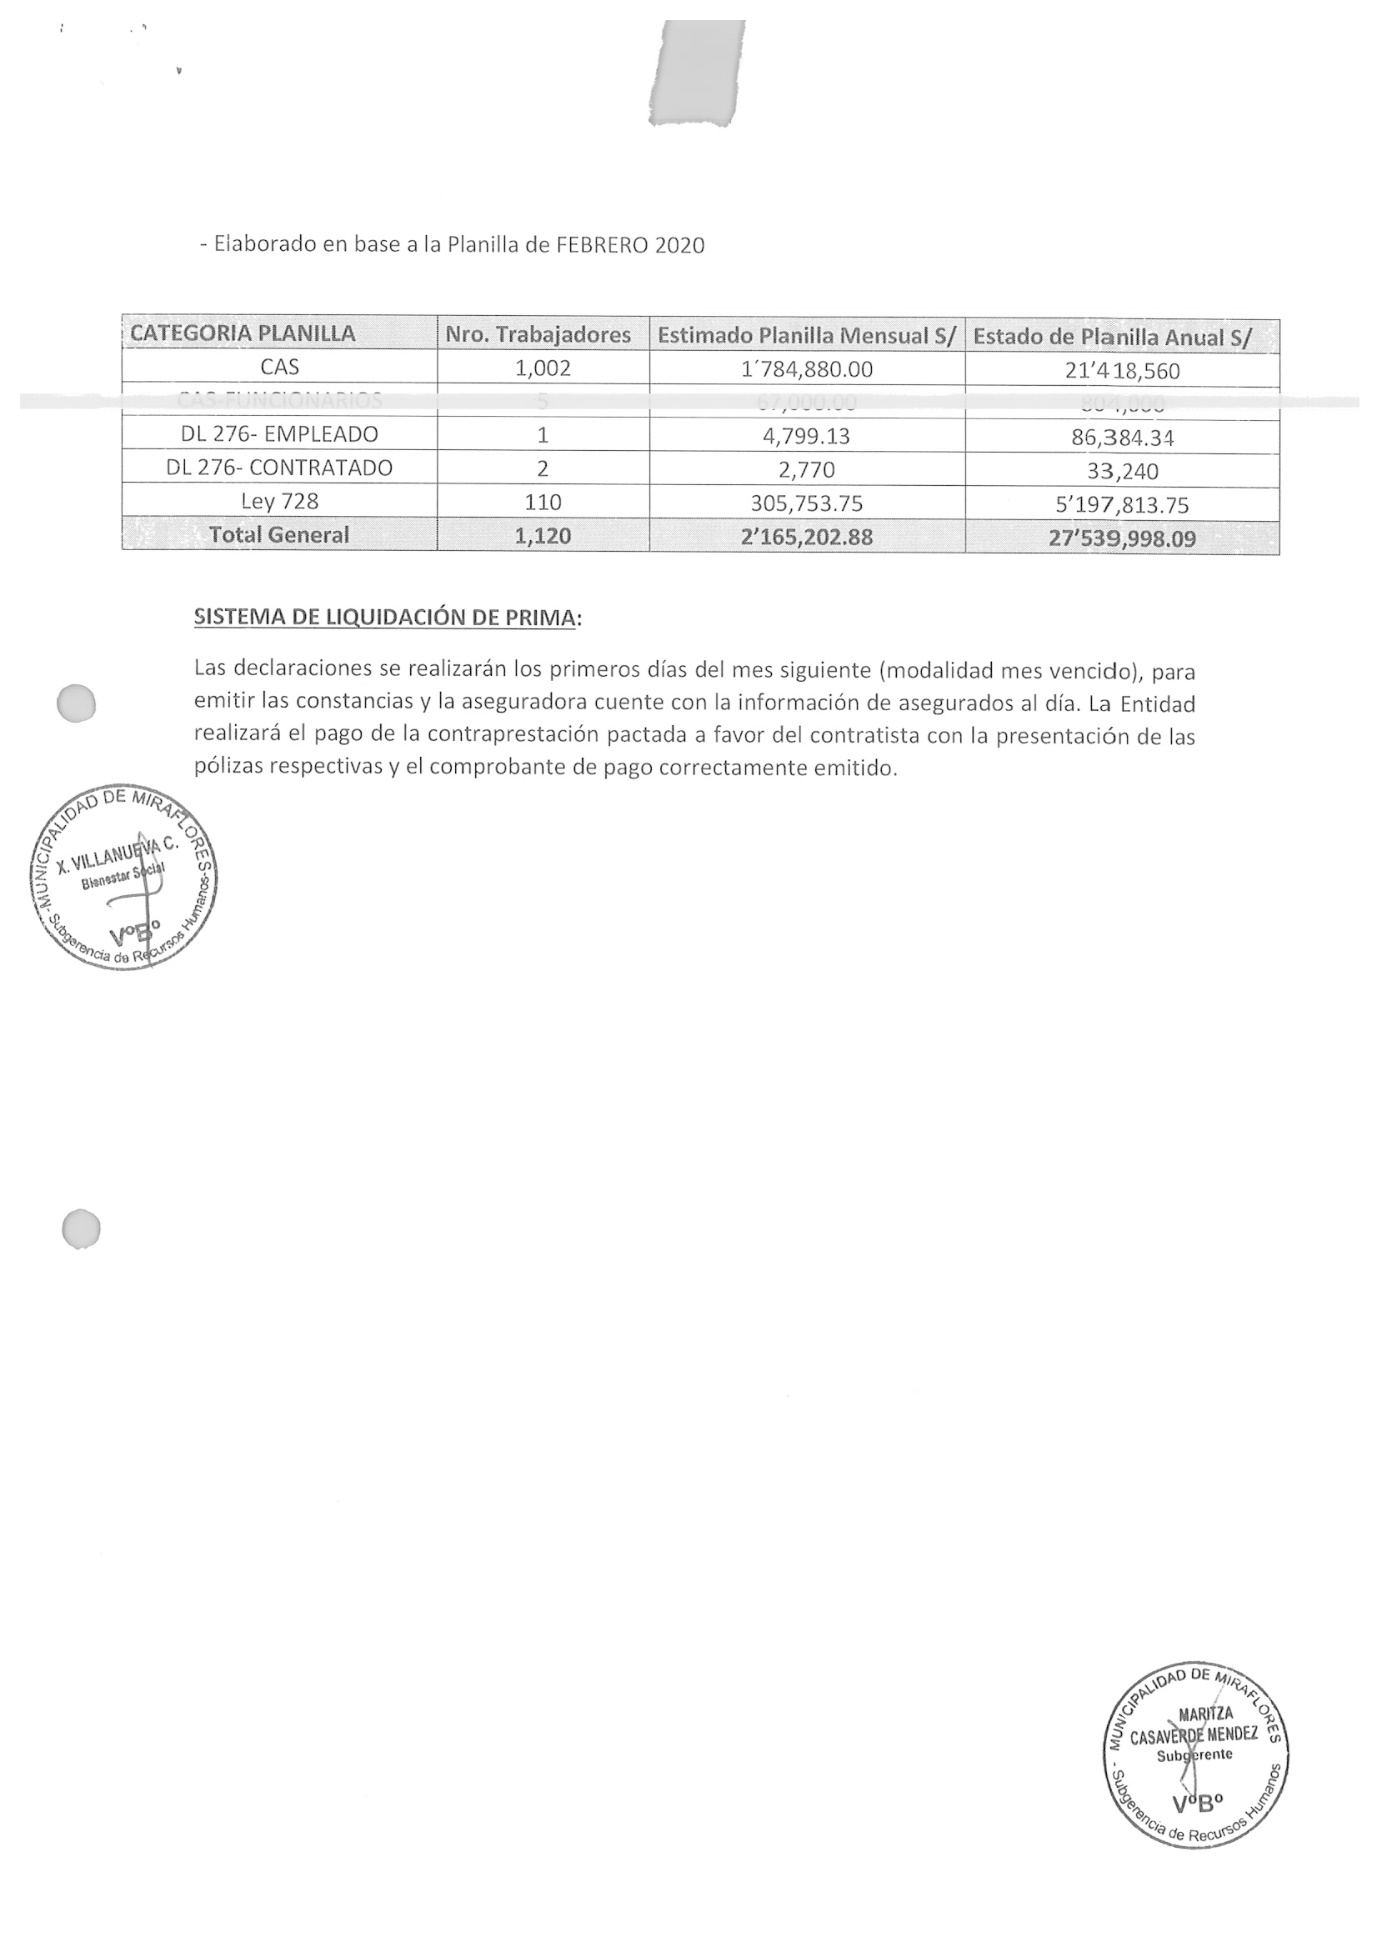 - Elaborado en base a la Planilla de FEBRERO 2020
CATEGORIA PLANILLA Nro. Trabajadores Estimado Planilla Mensual S/ Estado de Planilla Anual S/
CAS 1,002 1´784,880.00 21’418,560
CAS-FUNCIONARIOS 5 67,000.00 804,000
DL 276- EMPLEADO 1 4,799.13 86,384.34
DL 276- CONTRATADO 2 2,770 33,240
Ley 728 110 305,753.75 5’197,813.75
Total General 1,120 2’165,202.88 27’539,998.09
SISTEMA DE LIQUIDACIÓN DE PRIMA:
Las declaraciones se realizarán los primeros días del mes siguiente (modalidad mes vencido), para
emitir las constancias y la aseguradora cuente con la información de asegurados al día. La Entidad
realizará el pago de la contraprestación pactada a favor del contratista con la presentación de las
pólizas respectivas y el comprobante de pago correctamente emitido.
MUNICIPALIDAD DE MIRAFLORES
X. VILLANUEVA C.
Bienestar Social
VºBº
- Subgerencia de Recursos Humanos-
MUNICIPALIDAD DE MIRAFLORES
MARITZA
CASAVERDE MENDEZ
Subgerente
VºBº
- Subgerencia de Recursos Humanos